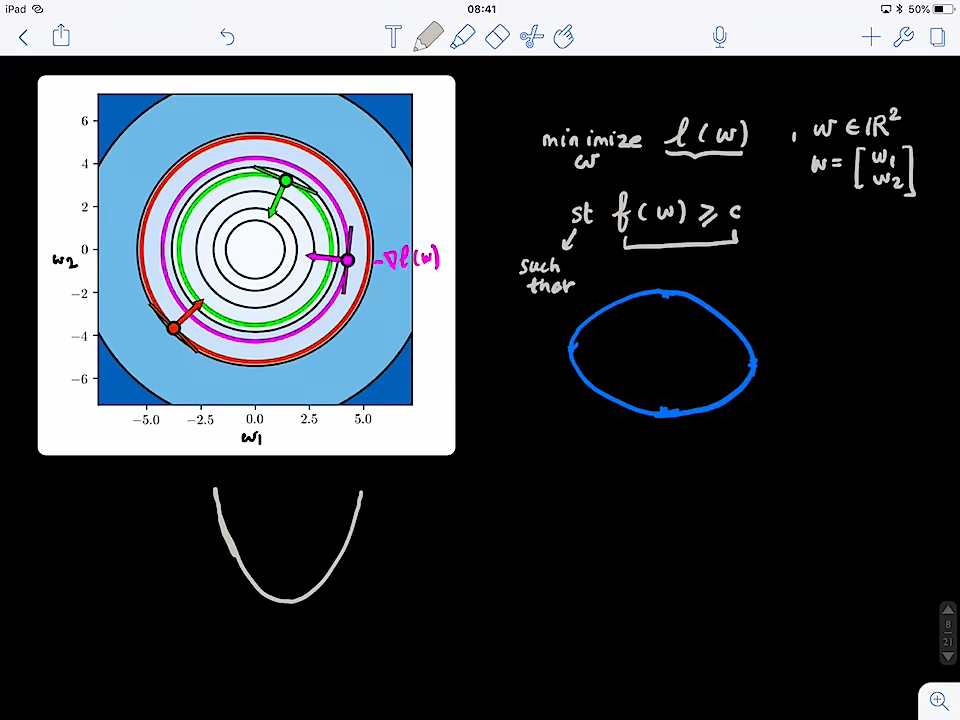 iPad
08:41
50%
T
6
4
2
0
−2
−4
−6
w2
−5.0 −2.5 0.0 2.5 5.0
w1
−∇l(w)
minimize l(w) , w ∈ ℝ²
w
w = [w1 w2]
st f(w) ⩾ c
such
that
8
21